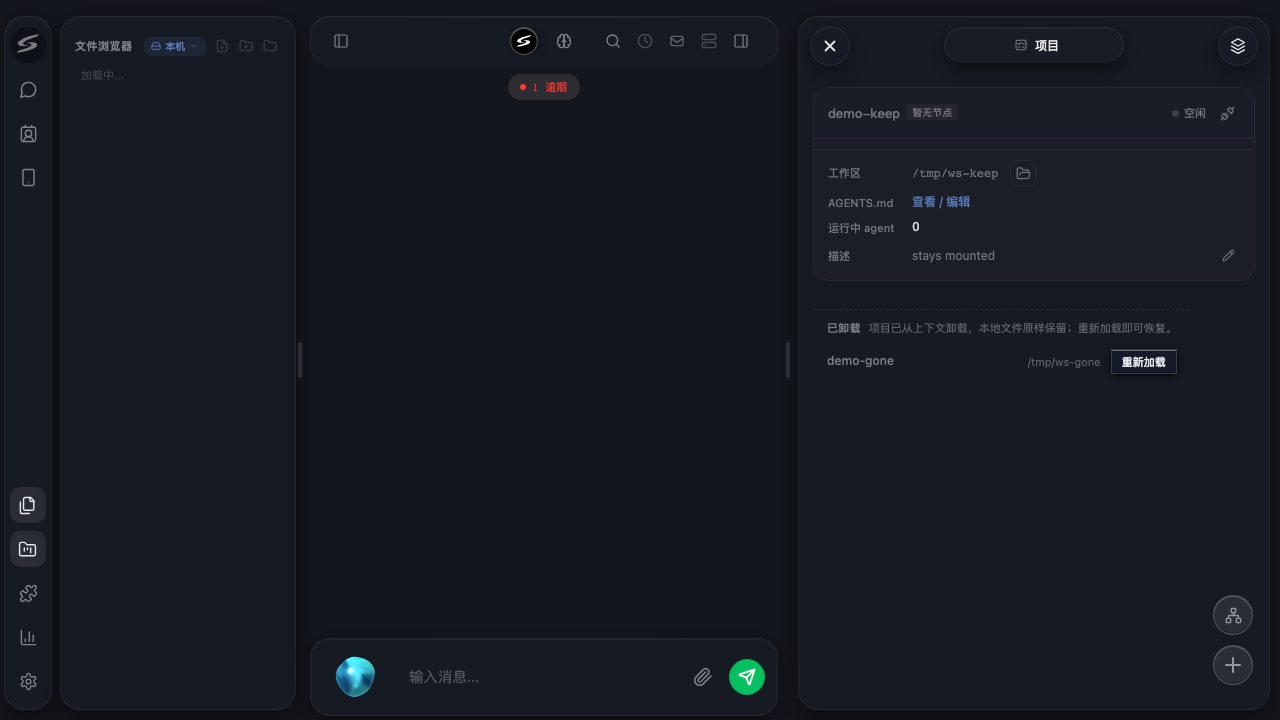 文件浏览器 本机
加载中...
1 逾期
输入消息...
项目
demo-keep 暂无节点 空闲
工作区 /tmp/ws-keep
AGENTS.md 查看 / 编辑
运行中 agent 0
描述 stays mounted
已卸载 项目已从上下文卸载，本地文件原样保留；重新加载即可恢复。
demo-gone /tmp/ws-gone 重新加载